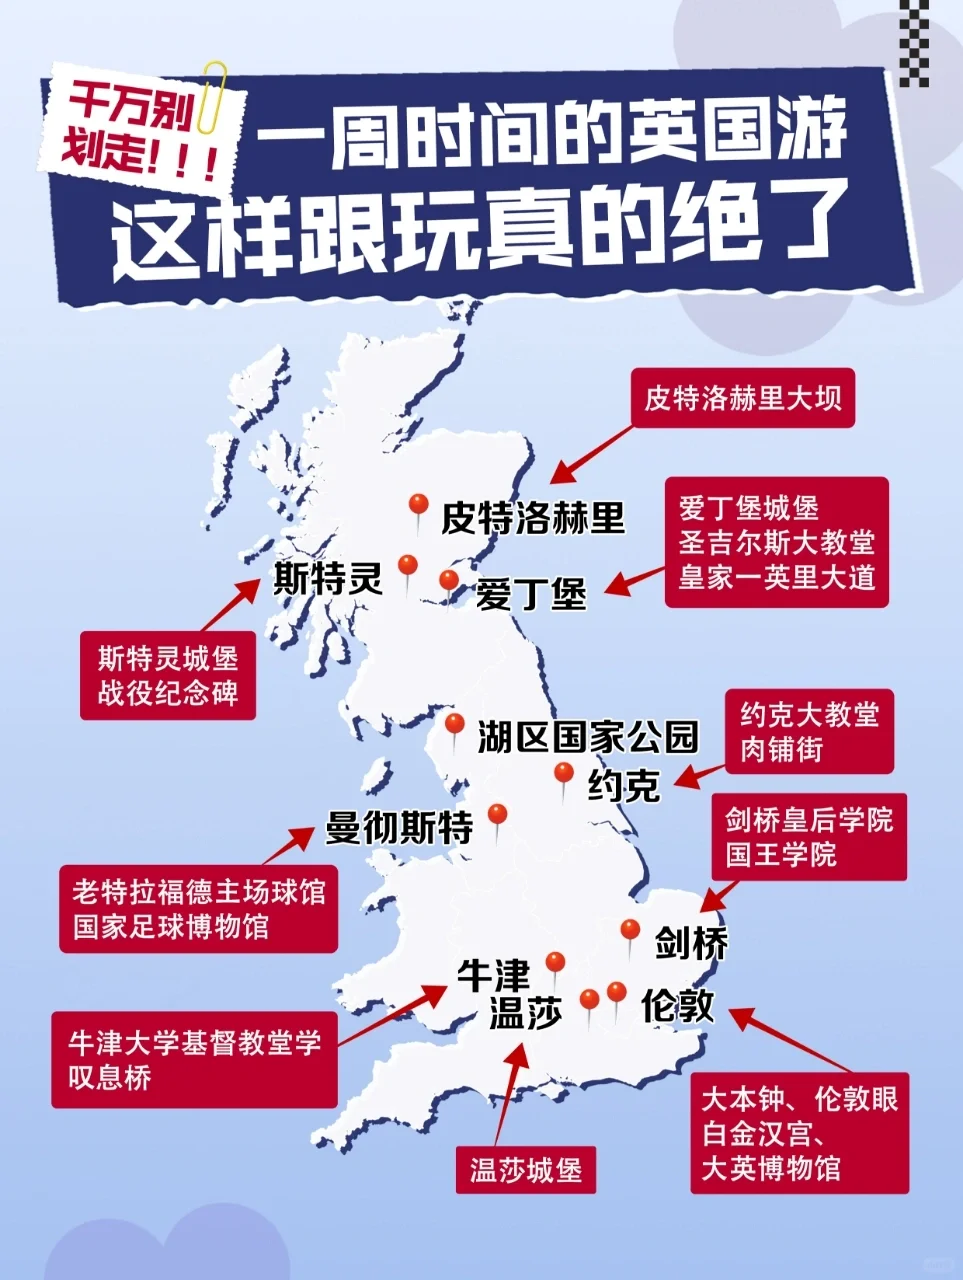 千万别
划走!!!
一周时间的英国游
这样跟玩真的绝了
皮特洛赫里大坝
皮特洛赫里
爱丁堡城堡
圣吉尔斯大教堂
皇家一英里大道
斯特灵
爱丁堡
斯特灵城堡
战役纪念碑
湖区国家公园
约克大教堂
肉铺街
约克
曼彻斯特
剑桥皇后学院
国王学院
老特拉福德主场球馆
国家足球博物馆
剑桥
牛津
温莎
伦敦
牛津大学基督教堂学
叹息桥
大本钟、伦敦眼
白金汉宫、
大英博物馆
温莎城堡